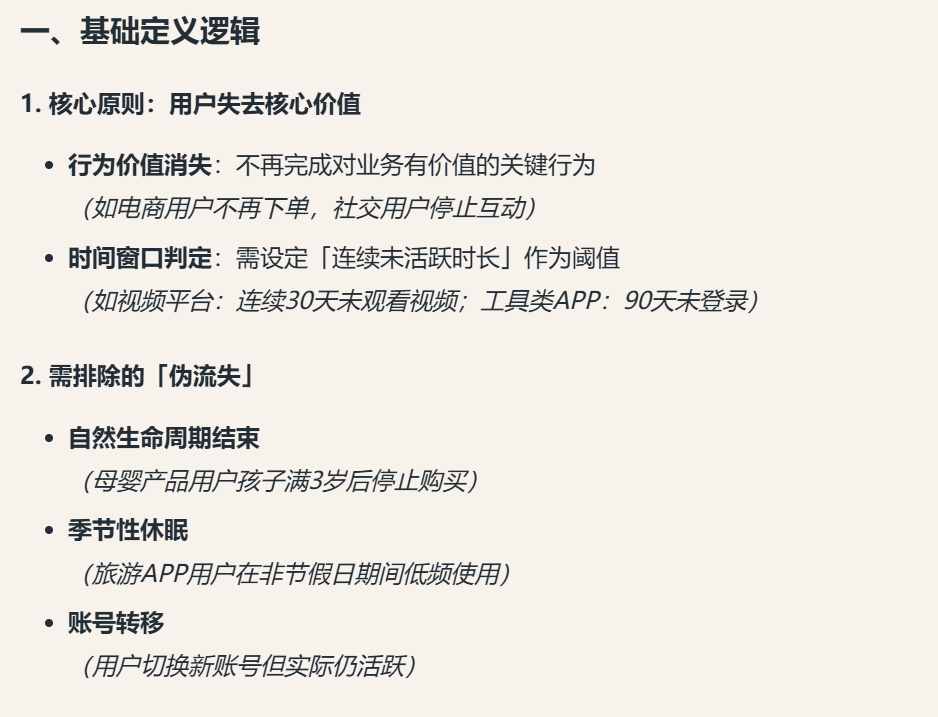 一、基础定义逻辑
1. 核心原则：用户失去核心价值
• 行为价值消失：不再完成对业务有价值的关键行为
（如电商用户不再下单，社交用户停止互动）
• 时间窗口判定：需设定「连续未活跃时长」作为阈值
（如视频平台：连续30天未观看视频；工具类APP：90天未登录）
2. 需排除的「伪流失」
• 自然生命周期结束
（母婴产品用户孩子满3岁后停止购买）
• 季节性休眠
（旅游APP用户在非节假日期间低频使用）
• 账号转移
（用户切换新账号但实际仍活跃）